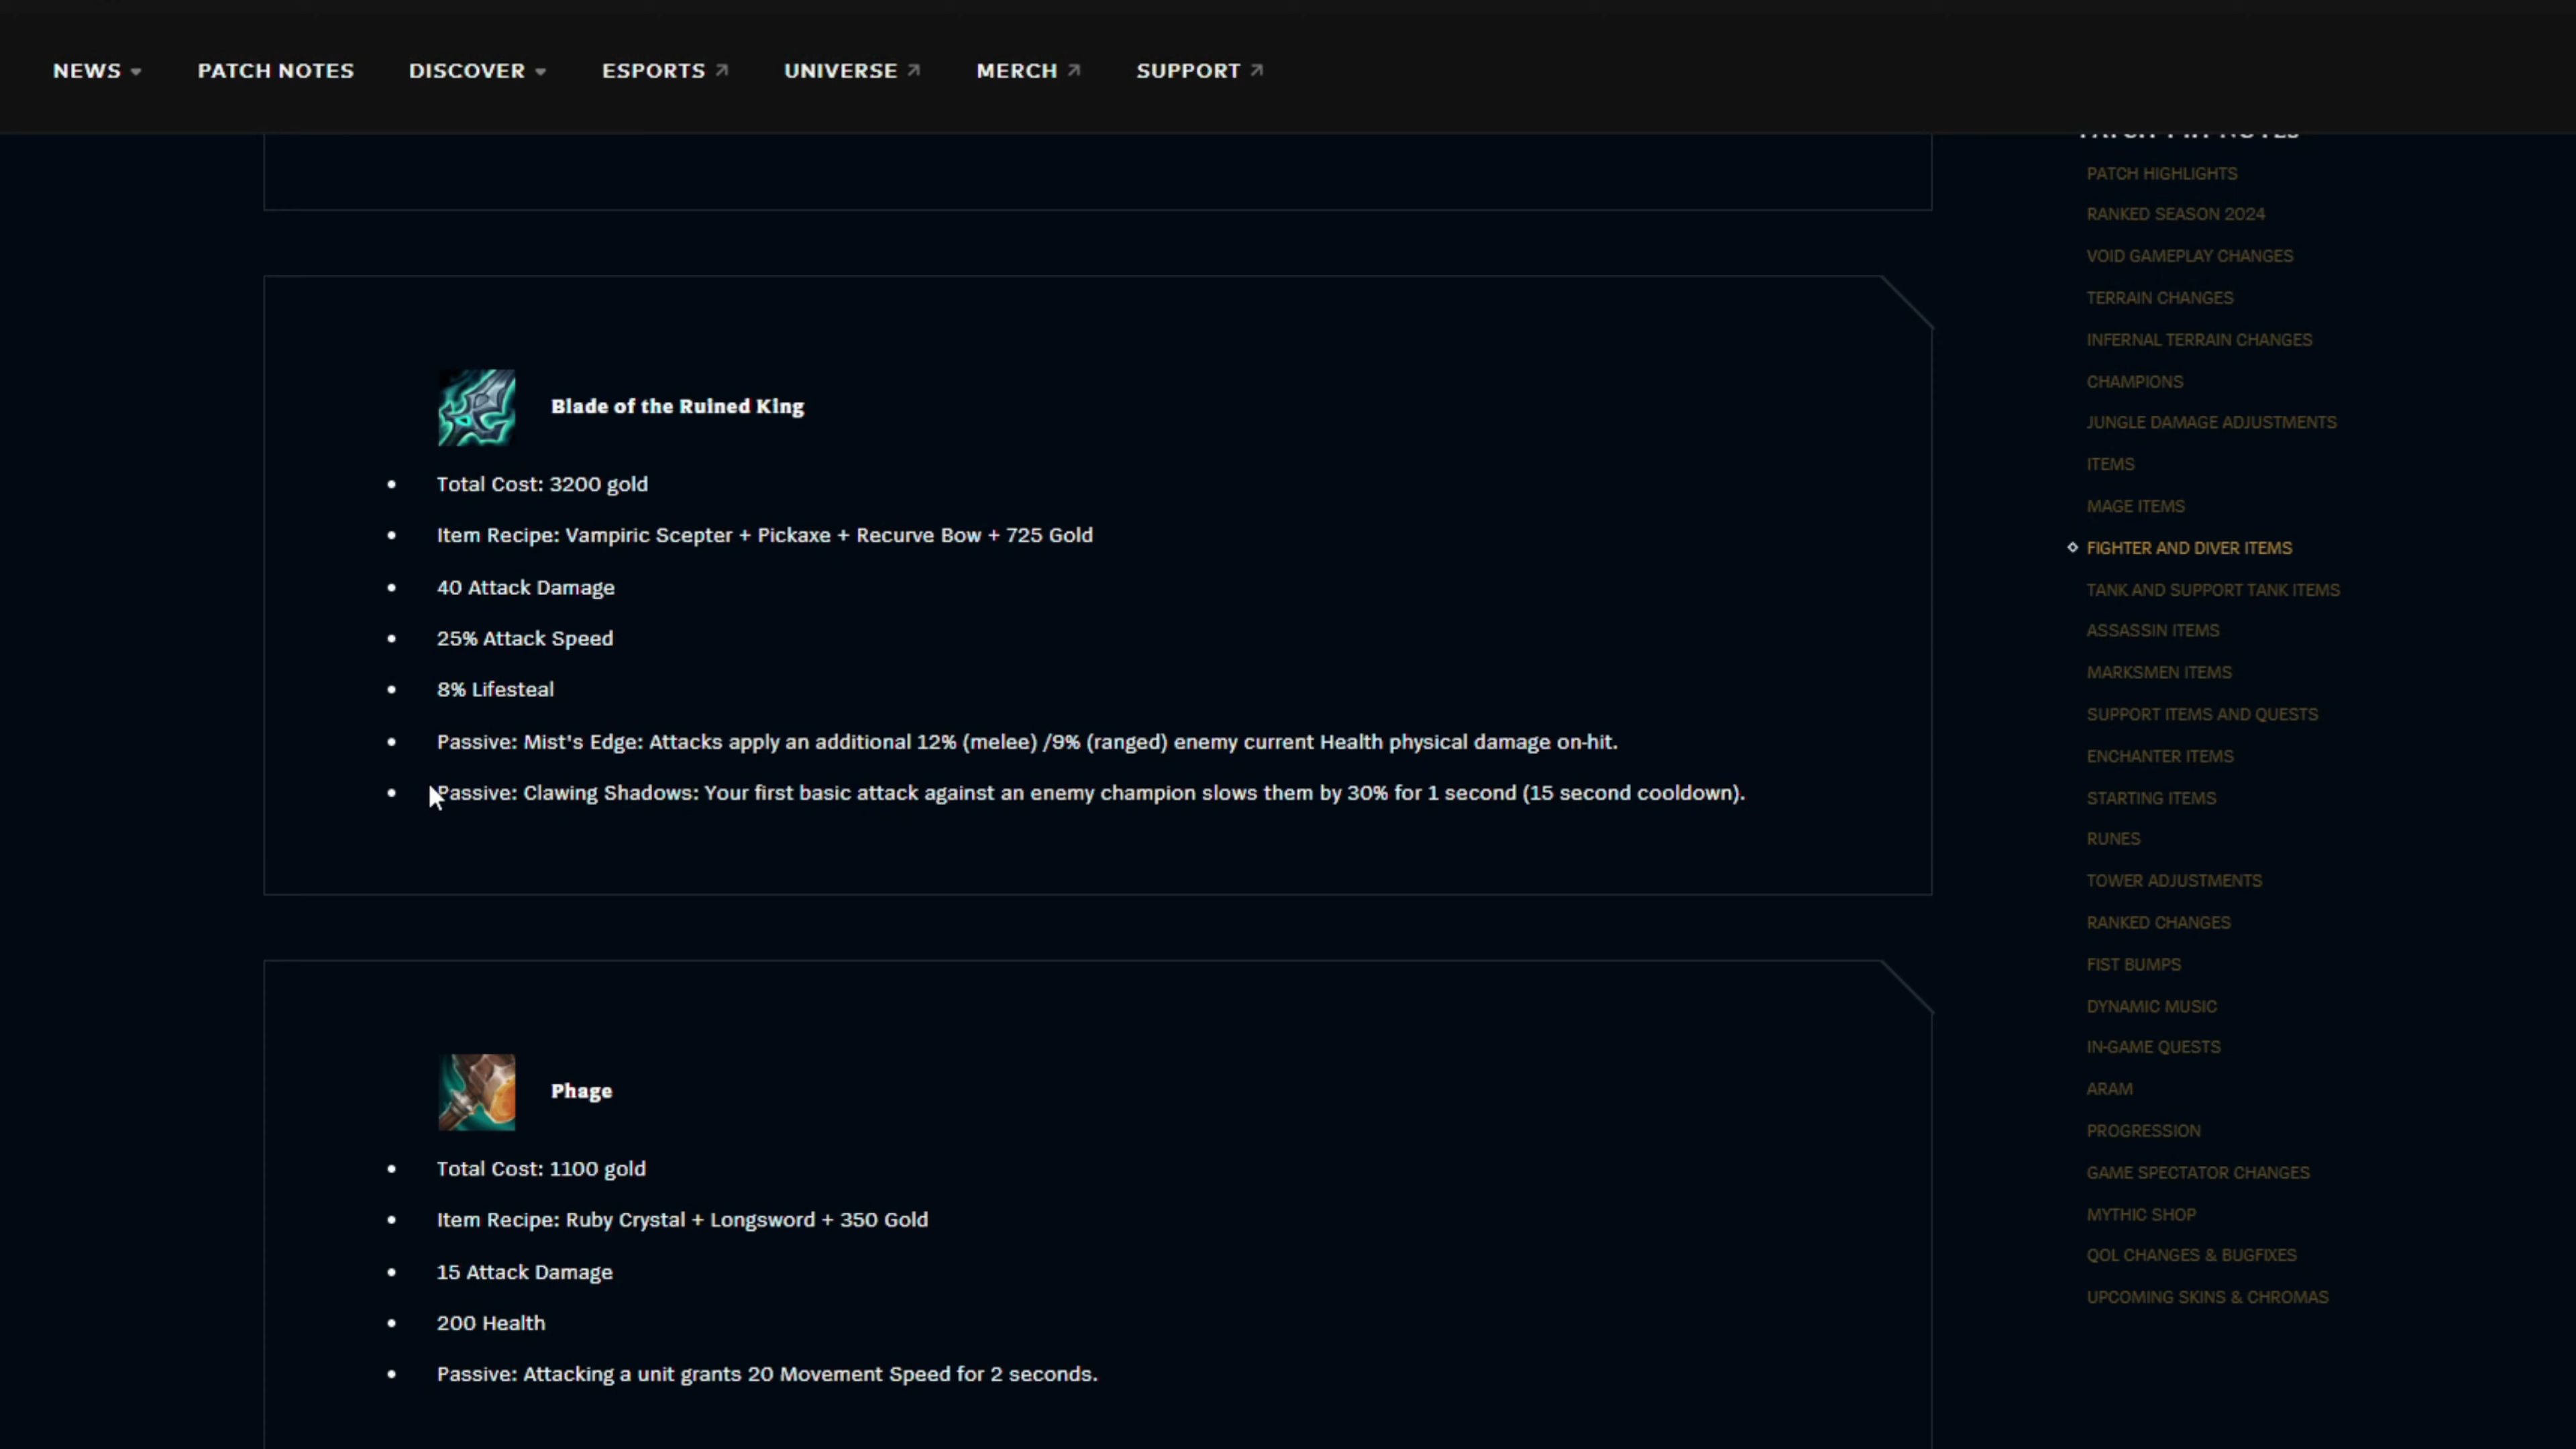 NEWS PATCH NOTES DISCOVER ESPORTS UNIVERSE MERCH SUPPORT
Blade of the Ruined King
Total Cost: 3200 gold
Item Recipe: Vampiric Scepter + Pickaxe + Recurve Bow + 725 Gold
40 Attack Damage
25% Attack Speed
8% Lifesteal
Passive: Mist's Edge: Attacks apply an additional 12% (melee) /9% (ranged) enemy current Health physical damage on-hit.
Passive: Clawing Shadows: Your first basic attack against an enemy champion slows them by 30% for 1 second (15 second cooldown).
Phage
Total Cost: 1100 gold
Item Recipe: Ruby Crystal + Longsword + 350 Gold
15 Attack Damage
200 Health
Passive: Attacking a unit grants 20 Movement Speed for 2 seconds.
PATCH HIGHLIGHTS
RANKED SEASON 2024
VOID GAMEPLAY CHANGES
TERRAIN CHANGES
INFERNAL TERRAIN CHANGES
CHAMPIONS
JUNGLE DAMAGE ADJUSTMENTS
ITEMS
MAGE ITEMS
FIGHTER AND DIVER ITEMS
TANK AND SUPPORT TANK ITEMS
ASSASSIN ITEMS
MARKSMEN ITEMS
SUPPORT ITEMS AND QUESTS
ENCHANTER ITEMS
STARTING ITEMS
RUNES
TOWER ADJUSTMENTS
RANKED CHANGES
FIST BUMPS
DYNAMIC MUSIC
IN-GAME QUESTS
ARAM
PROGRESSION
GAME SPECTATOR CHANGES
MYTHIC SHOP
QOL CHANGES & BUGFIXES
UPCOMING SKINS & CHROMAS